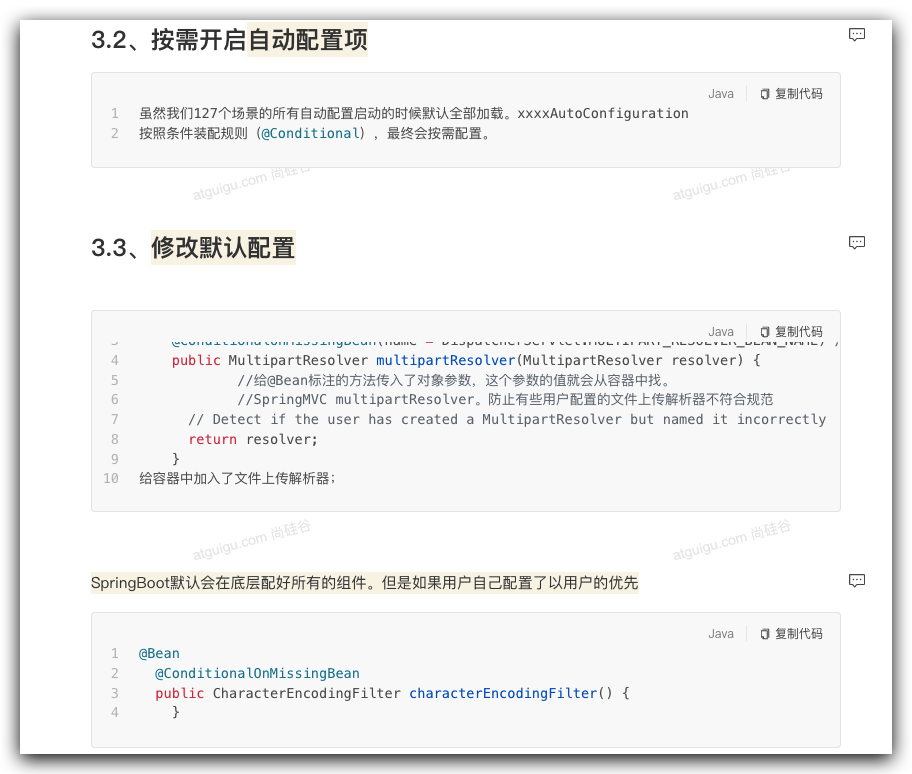 3.2、按需开启自动配置项
Java 复制代码
1 虽然我们127个场景的所有自动配置启动的时候默认全部加载。xxxxAutoConfiguration
2 按照条件装配规则（@Conditional），最终会按需配置。
atguigu.com 尚硅谷 atguigu.com 尚硅谷
3.3、修改默认配置
Java 复制代码
3 @ConditionalOnMissingBean(name = DispatcherServlet.MULTIPART_RESOLVER_BEAN_NAME) /
4 public MultipartResolver multipartResolver(MultipartResolver resolver) {
5 //给@Bean标注的方法传入了对象参数，这个参数的值就会从容器中找。
6 //SpringMVC multipartResolver。防止有些用户配置的文件上传解析器不符合规范
7 // Detect if the user has created a MultipartResolver but named it incorrectly
8 return resolver;
9 }
10 给容器中加入了文件上传解析器；
atguigu.com 尚硅谷 atguigu.com 尚硅谷
SpringBoot默认会在底层配好所有的组件。但是如果用户自己配置了以用户的优先
Java 复制代码
1 @Bean
2 @ConditionalOnMissingBean
3 public CharacterEncodingFilter characterEncodingFilter() {
4 }